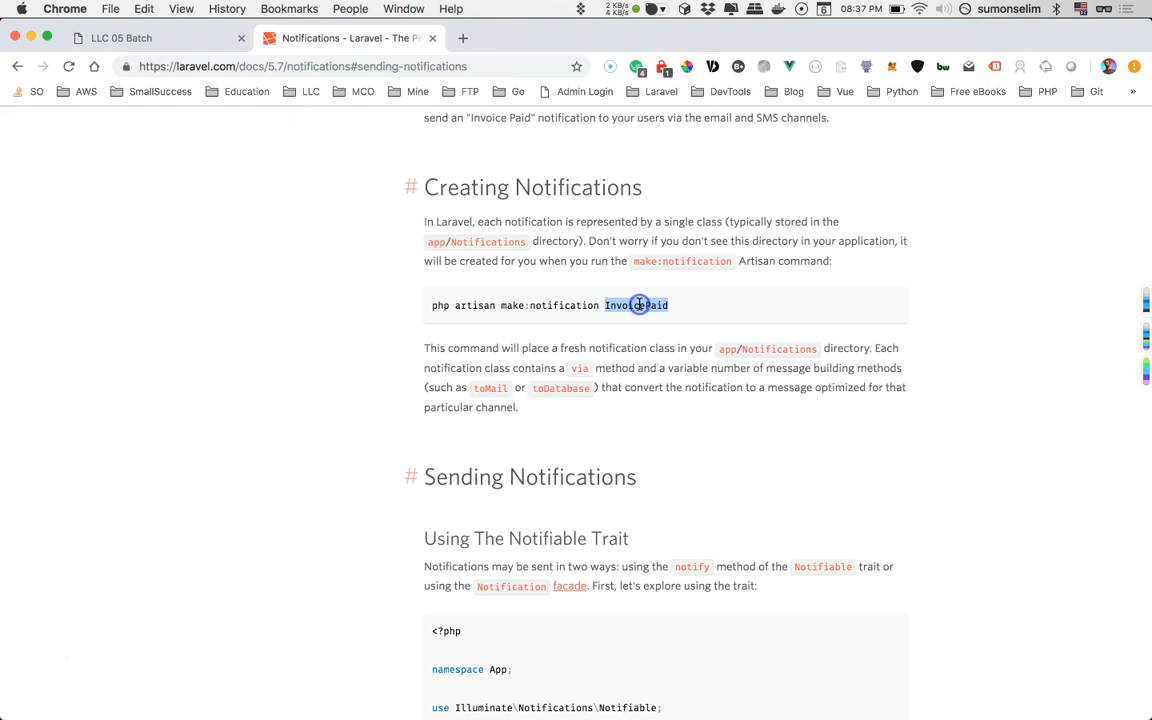 Chrome File Edit View History Bookmarks People Window Help 2 KB/s 4 KB/s 6 08:37 PM sumonselim
LLC 05 Batch Notifications - Laravel - The P
https://laravel.com/docs/5.7/notifications#sending-notifications 4 1
SO AWS SmallSuccess Education LLC MCO Mine FTP Go Admin Login Laravel DevTools Blog Vue Python Free eBooks PHP Git »
send an "Invoice Paid" notification to your users via the email and SMS channels.
# Creating Notifications
In Laravel, each notification is represented by a single class (typically stored in the
app/Notifications directory). Don't worry if you don't see this directory in your application, it
will be created for you when you run the make:notification Artisan command:
php artisan make:notification InvoicePaid
This command will place a fresh notification class in your app/Notifications directory. Each
notification class contains a via method and a variable number of message building methods
(such as toMail or toDatabase) that convert the notification to a message optimized for that
particular channel.
# Sending Notifications
Using The Notifiable Trait
Notifications may be sent in two ways: using the notify method of the Notifiable trait or
using the Notification facade. First, let's explore using the trait:
<?php
namespace App;
use Illuminate\Notifications\Notifiable;